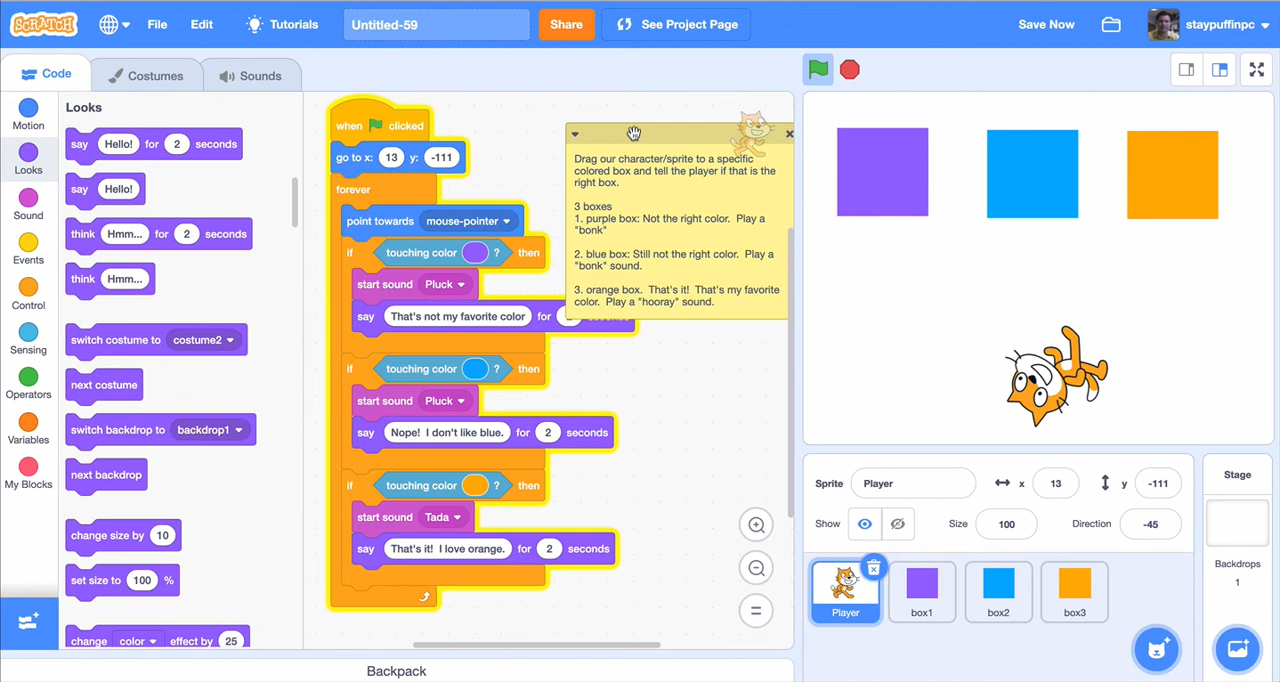 SCRATCH
File
Edit
Tutorials
Untitled-59
Share
See Project Page
Save Now
staypuffinpc
Code
Costumes
Sounds
Motion
Looks
Sound
Events
Control
Sensing
Operators
Variables
My Blocks
Looks
say Hello! for 2 seconds
say Hello!
think Hmm... for 2 seconds
think Hmm...
switch costume to costume2
next costume
switch backdrop to backdrop1
next backdrop
change size by 10
set size to 100 %
change color effect by 25
when clicked
go to x: 13 y: -111
forever
point towards mouse-pointer
if touching color ? then
start sound Pluck
say That's not my favorite color for
if touching color ? then
start sound Pluck
say Nope! I don't like blue. for 2 seconds
if touching color ? then
start sound Tada
say That's it! I love orange. for 2 seconds
Drag our character/sprite to a specific
colored box and tell the player if that is the
right box.
3 boxes
1. purple box: Not the right color. Play a
"bonk"
2. blue box: Still not the right color. Play a
"bonk" sound.
3. orange box. That's it! That's my favorite
color. Play a "hooray" sound.
Backpack
Sprite Player x 13 y -111
Show Size 100 Direction -45
Player
box1
box2
box3
Stage
Backdrops
1